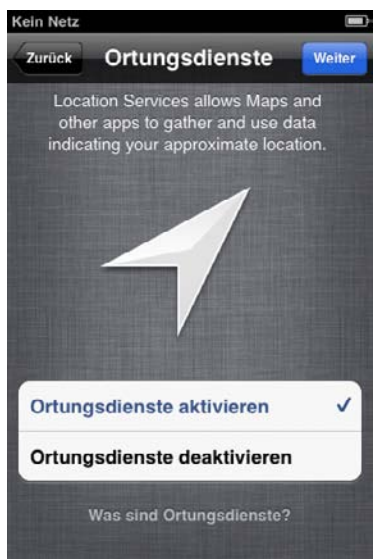 Kein Netz
Zurück Ortungsdienste Weiter
Location Services allows Maps and
other apps to gather and use data
indicating your approximate location.
Ortungsdienste aktivieren
Ortungsdienste deaktivieren
Was sind Ortungsdienste?